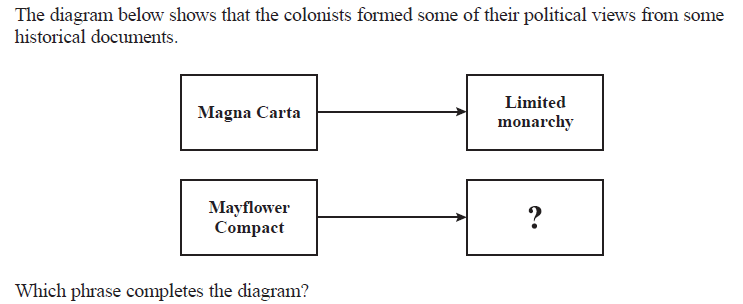 The diagram below shows that the colonists formed some of their political views from some
historical documents.
Magna Carta
Limited
monarchy
Mayflower
Compact
?
Which phrase completes the diagram?